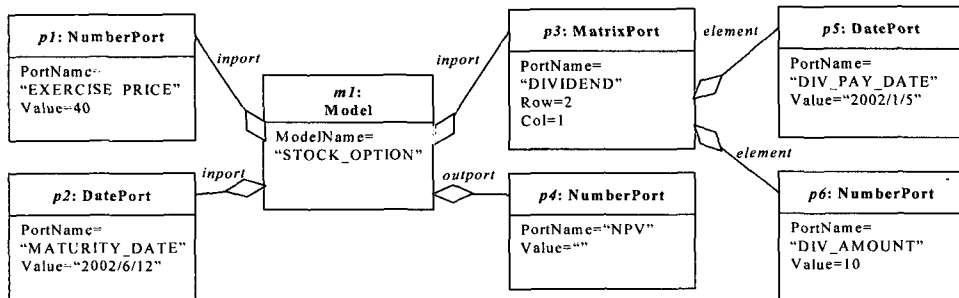 p1: NumberPort
PortName=
“EXERCISE PRICE”
Value=40
inport
m1:
Model
ModelName=
“STOCK_OPTION”
inport
p3: MatrixPort
PortName=
“DIVIDEND”
Row=2
Col=1
element
p5: DatePort
PortName=
“DIV_PAY_DATE”
Value=“2002/1/5”
p2: DatePort
PortName=
“MATURITY_DATE”
Value=“2002/6/12”
inport
outport
p4: NumberPort
PortName=“NPV”
Value=“”
element
p6: NumberPort
PortName=
“DIV_AMOUNT”
Value=10